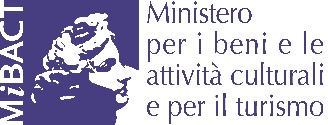 MiBACT
Ministero
per i beni e le
attività culturali
e per il turismo